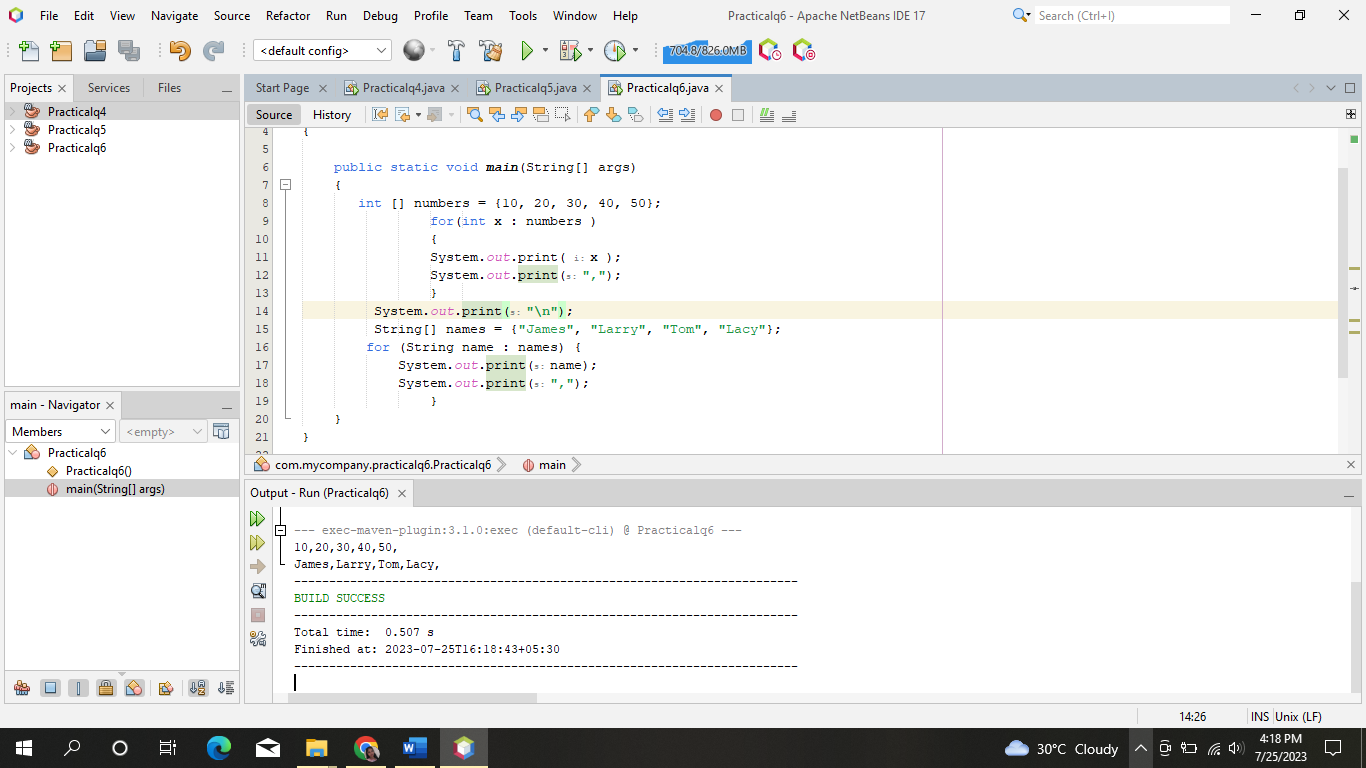 File Edit View Navigate Source Refactor Run Debug Profile Team Tools Window Help Practicalq6 - Apache NetBeans IDE 17 Search (Ctrl+I)
<default config> 704.8/826.0MB
Projects Services Files
Practicalq4
Practicalq5
Practicalq6
Start Page Practicalq4.java Practicalq5.java Practicalq6.java
Source History
4 {
5
6 public static void main(String[] args)
7 {
8 int [] numbers = {10, 20, 30, 40, 50};
9 for(int x : numbers )
10 {
11 System.out.print( i: x );
12 System.out.print(s: ",");
13 }
14 System.out.print(s: "\n");
15 String[] names = {"James", "Larry", "Tom", "Lacy"};
16 for (String name : names) {
17 System.out.print(s: name);
18 System.out.print(s: ",");
19 }
20 }
21 }
com.mycompany.practicalq6.Practicalq6 main
main - Navigator
Members <empty>
Practicalq6
Practicalq6()
main(String[] args)
Output - Run (Practicalq6)
--- exec-maven-plugin:3.1.0:exec (default-cli) @ Practicalq6 ---
10,20,30,40,50,
James,Larry,Tom,Lacy,
------------------------------------------------------------------------
BUILD SUCCESS
------------------------------------------------------------------------
Total time: 0.507 s
Finished at: 2023-07-25T16:18:43+05:30
------------------------------------------------------------------------
14:26 INS Unix (LF)
30°C Cloudy
4:18 PM
7/25/2023